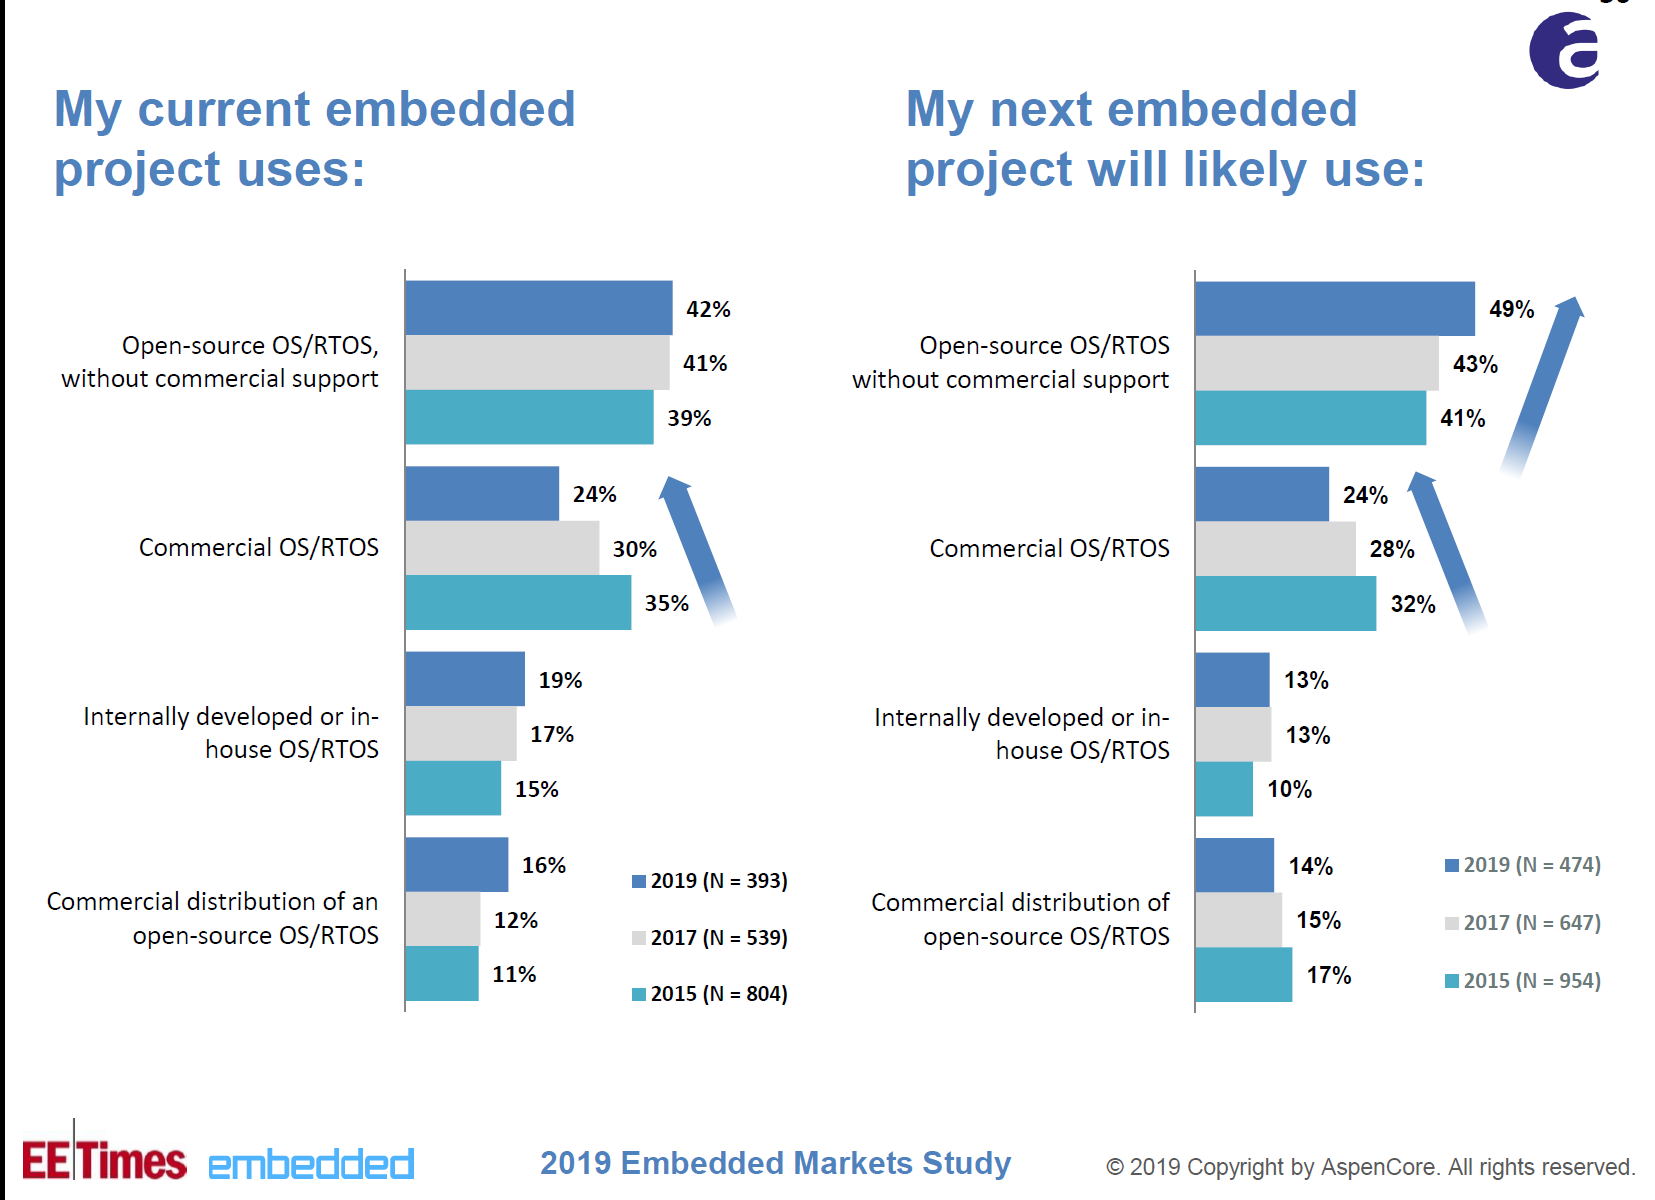 a
My current embedded
project uses:
My next embedded
project will likely use:
Open-source OS/RTOS,
without commercial support
42%
41%
39%
Commercial OS/RTOS
24%
30%
35%
Internally developed or in-
house OS/RTOS
19%
17%
15%
Commercial distribution of an
open-source OS/RTOS
16%
12%
11%
2019 (N = 393)
2017 (N = 539)
2015 (N = 804)
Open-source OS/RTOS
without commercial support
49%
43%
41%
Commercial OS/RTOS
24%
28%
32%
Internally developed or in-
house OS/RTOS
13%
13%
10%
Commercial distribution of
open-source OS/RTOS
14%
15%
17%
2019 (N = 474)
2017 (N = 647)
2015 (N = 954)
EETimes embedded
2019 Embedded Markets Study
© 2019 Copyright by AspenCore. All rights reserved.